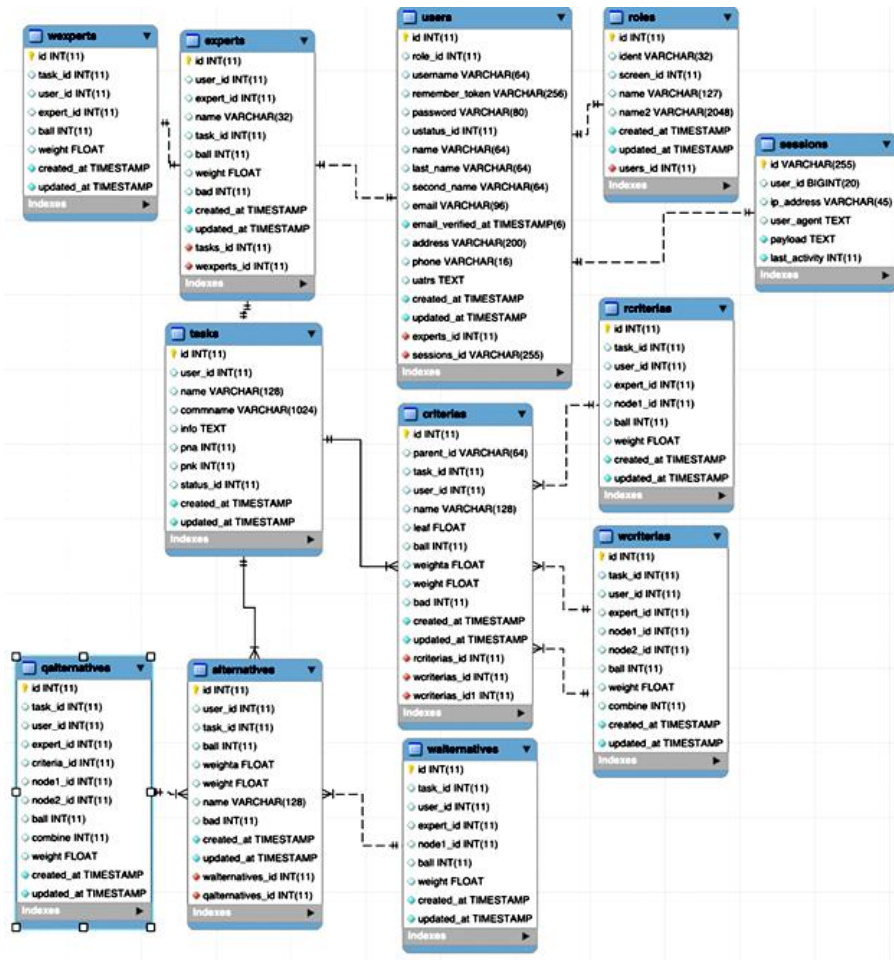 wexperts
id INT(11)
task_id INT(11)
user_id INT(11)
expert_id INT(11)
ball INT(11)
weight FLOAT
created_at TIMESTAMP
updated_at TIMESTAMP
Indexes
experts
id INT(11)
user_id INT(11)
expert_id INT(11)
name VARCHAR(32)
task_id INT(11)
ball INT(11)
weight FLOAT
bad INT(11)
created_at TIMESTAMP
updated_at TIMESTAMP
tasks_id INT(11)
wexperts_id INT(11)
Indexes
users
id INT(11)
role_id INT(11)
username VARCHAR(64)
remember_token VARCHAR(256)
password VARCHAR(80)
ustatus_id INT(11)
name VARCHAR(64)
last_name VARCHAR(64)
second_name VARCHAR(64)
email VARCHAR(96)
email_verified_at TIMESTAMP(6)
address VARCHAR(200)
phone VARCHAR(16)
uatrs TEXT
created_at TIMESTAMP
updated_at TIMESTAMP
experts_id INT(11)
sessions_id VARCHAR(255)
Indexes
roles
id INT(11)
ident VARCHAR(32)
screen_id INT(11)
name VARCHAR(127)
name2 VARCHAR(2048)
created_at TIMESTAMP
updated_at TIMESTAMP
users_id INT(11)
Indexes
sessions
id VARCHAR(255)
user_id BIGINT(20)
ip_address VARCHAR(45)
user_agent TEXT
payload TEXT
last_activity INT(11)
Indexes
tasks
id INT(11)
user_id INT(11)
name VARCHAR(128)
commname VARCHAR(1024)
info TEXT
pna INT(11)
pnk INT(11)
status_id INT(11)
created_at TIMESTAMP
updated_at TIMESTAMP
Indexes
criterias
id INT(11)
parent_id VARCHAR(64)
task_id INT(11)
user_id INT(11)
name VARCHAR(128)
leaf FLOAT
ball INT(11)
weighta FLOAT
weight FLOAT
bad INT(11)
created_at TIMESTAMP
updated_at TIMESTAMP
rcriterias_id INT(11)
wcriterias_id INT(11)
wcriterias_id1 INT(11)
Indexes
rcriterias
id INT(11)
task_id INT(11)
user_id INT(11)
expert_id INT(11)
node1_id INT(11)
ball INT(11)
weight FLOAT
created_at TIMESTAMP
updated_at TIMESTAMP
Indexes
wcriterias
id INT(11)
task_id INT(11)
user_id INT(11)
expert_id INT(11)
node1_id INT(11)
node2_id INT(11)
ball INT(11)
weight FLOAT
combine INT(11)
created_at TIMESTAMP
updated_at TIMESTAMP
Indexes
qalternatives
id INT(11)
task_id INT(11)
user_id INT(11)
expert_id INT(11)
criteria_id INT(11)
node1_id INT(11)
node2_id INT(11)
ball INT(11)
combine INT(11)
weight FLOAT
created_at TIMESTAMP
updated_at TIMESTAMP
Indexes
alternatives
id INT(11)
user_id INT(11)
task_id INT(11)
ball INT(11)
weighta FLOAT
weight FLOAT
name VARCHAR(128)
bad INT(11)
created_at TIMESTAMP
updated_at TIMESTAMP
walternatives_id INT(11)
qalternatives_id INT(11)
Indexes
walternatives
id INT(11)
task_id INT(11)
user_id INT(11)
expert_id INT(11)
node1_id INT(11)
ball INT(11)
weight FLOAT
created_at TIMESTAMP
updated_at TIMESTAMP
Indexes